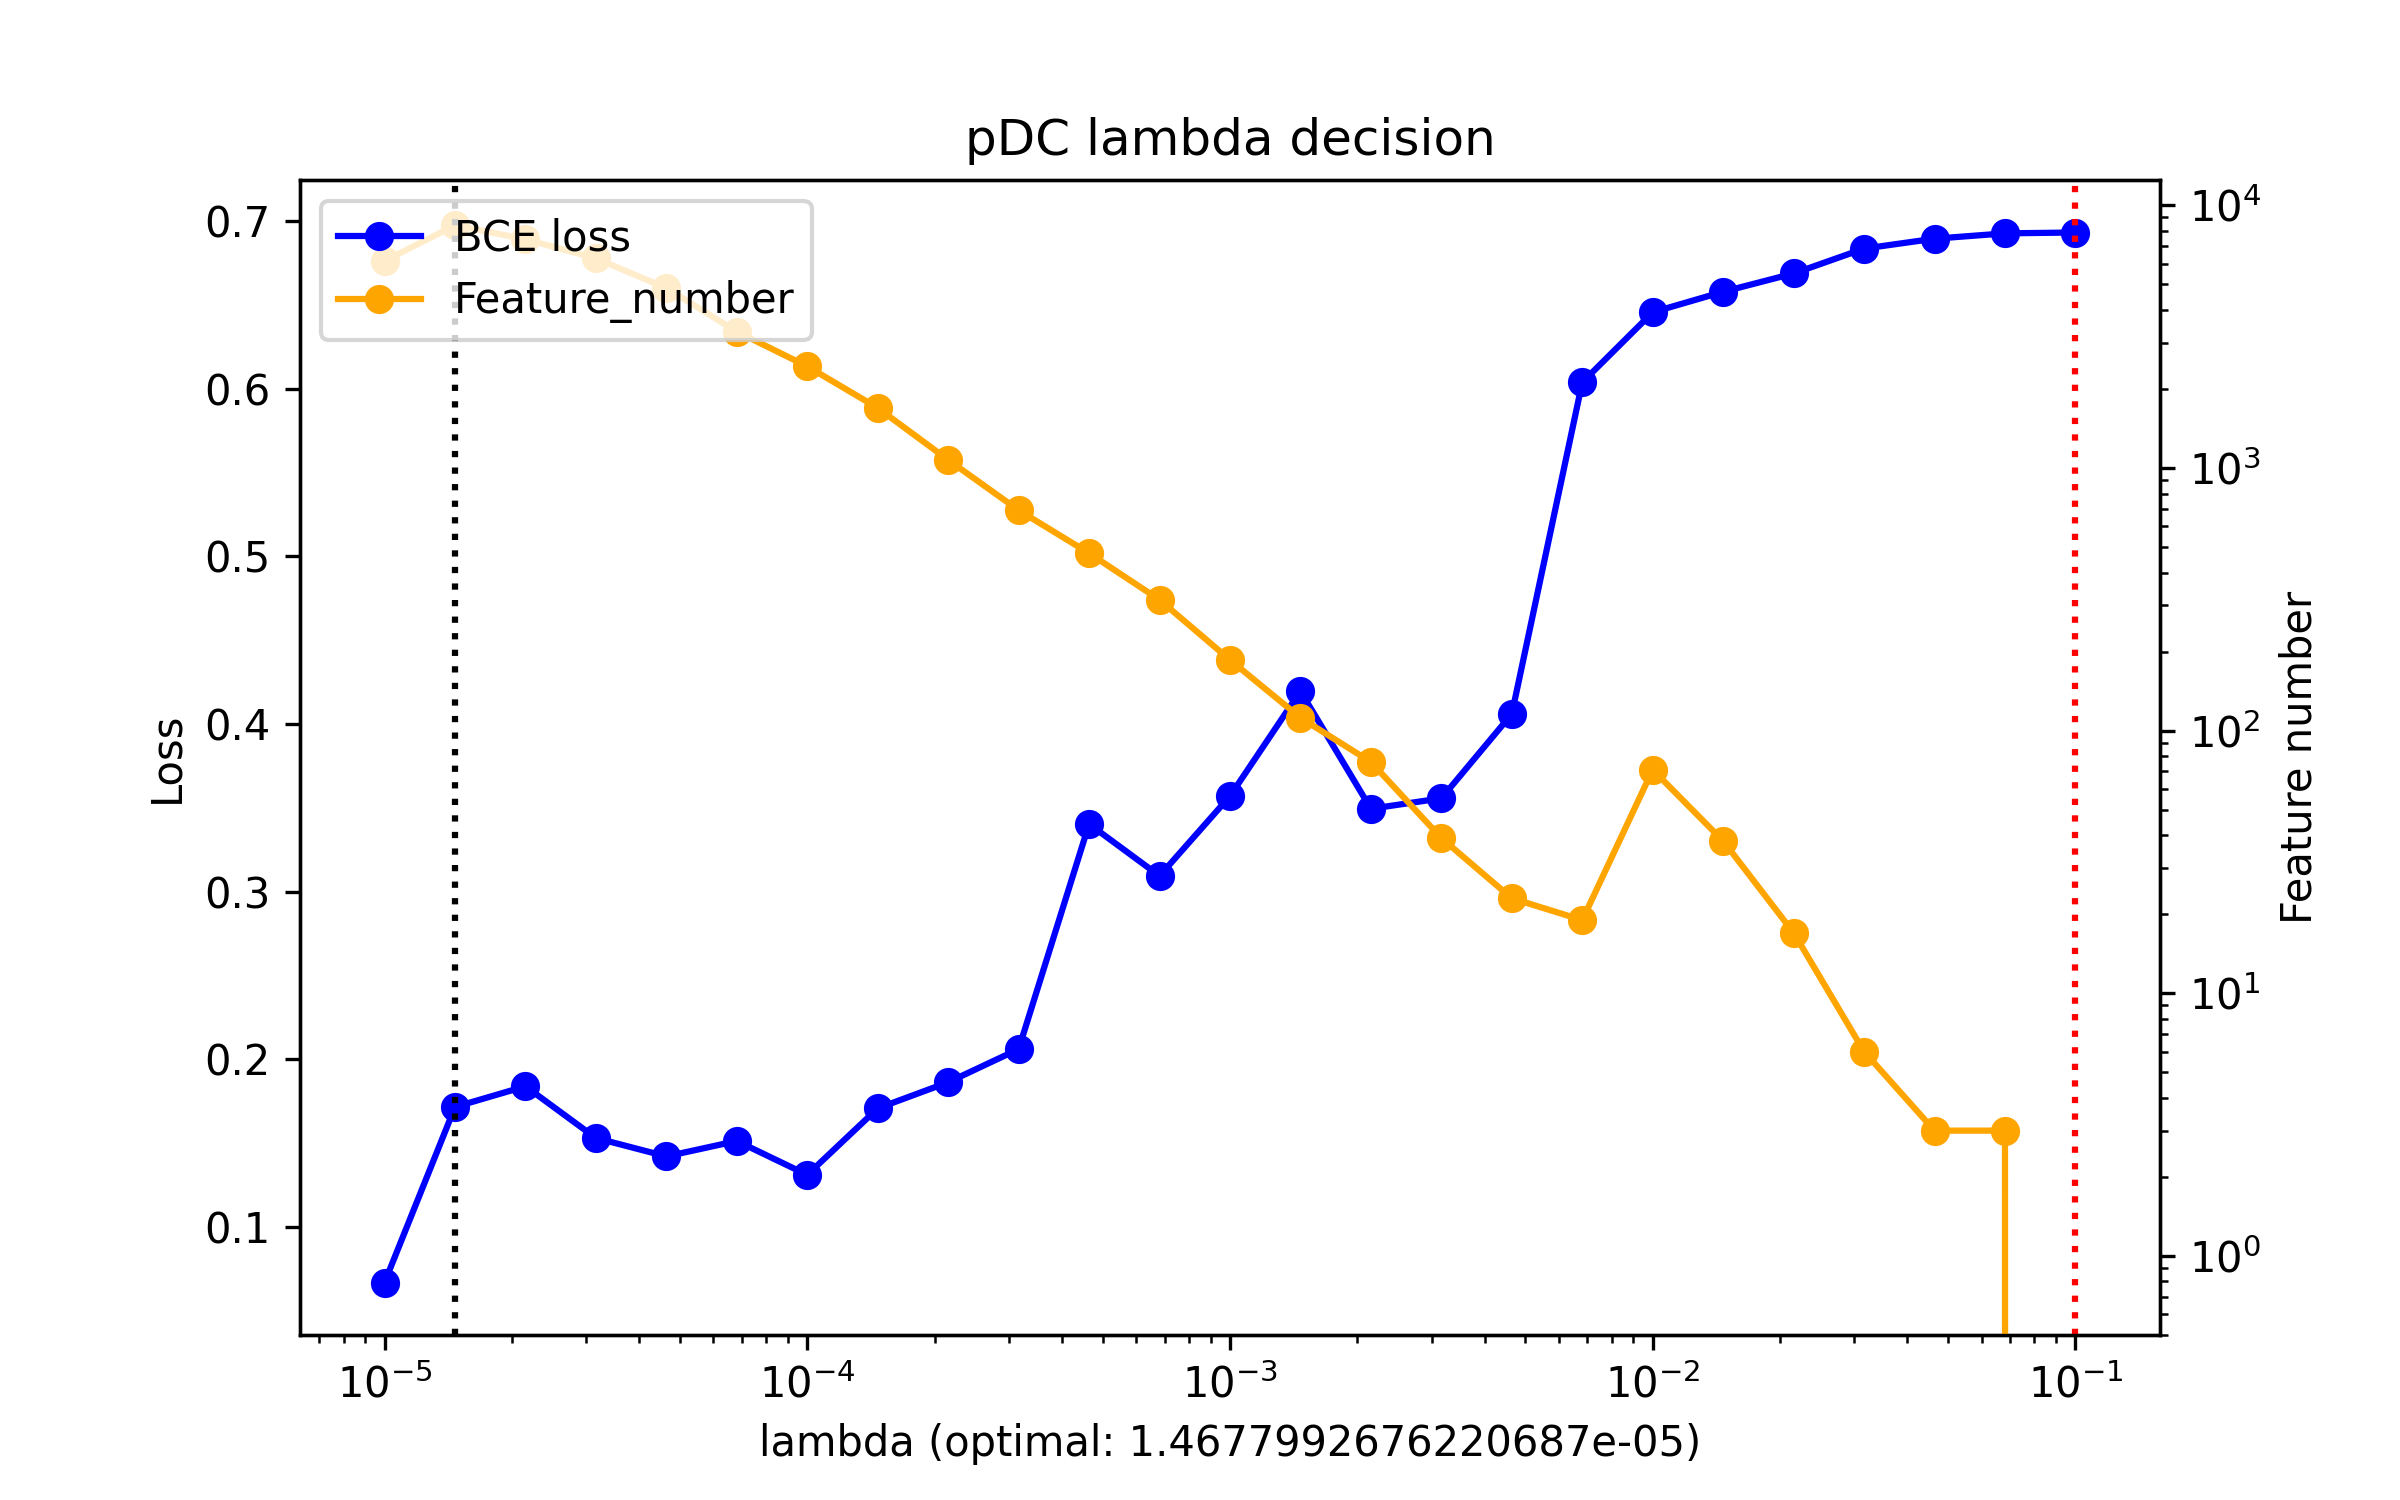 pDC lambda decision
BCE loss
Feature_number
Loss
0.7
0.6
0.5
0.4
0.3
0.2
0.1
10⁴
10³
10²
10¹
10⁰
Feature number
10⁻⁵ 10⁻⁴ 10⁻³ 10⁻² 10⁻¹
lambda (optimal: 1.4677992676220687e-05)